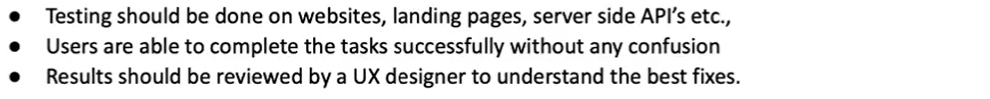 ● Testing should be done on websites, landing pages, server side API’s etc.,
● Users are able to complete the tasks successfully without any confusion
● Results should be reviewed by a UX designer to understand the best fixes.